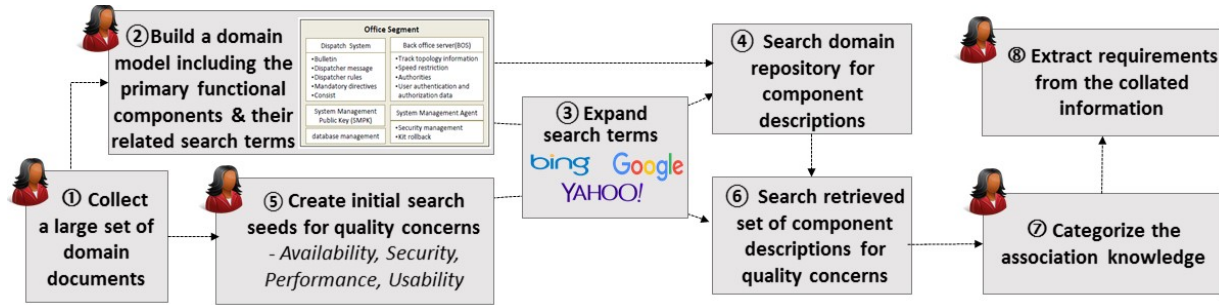 ① Collect
a large set of
domain
documents
② Build a domain
model including the
primary functional
components & their
related search terms
Office Segment
Dispatch System
•Bulletin
•Dispatcher message
•Dispatcher rules
•Mandatory directives
•Consist
Back office server(BOS)
•Track topology information
•Speed restriction
•Authorities
•User authentication and
authorization data
System Management
Public Key (SMPK)
database management
System Management Agent
•Security management
•Kit rollback
③ Expand
search terms
bing Google
YAHOO!
④ Search domain
repository for
component
descriptions
⑤ Create initial search
seeds for quality concerns
- Availability, Security,
Performance, Usability
⑥ Search retrieved
set of component
descriptions for
quality concerns
⑦ Categorize the
association knowledge
⑧ Extract requirements
from the collated
information